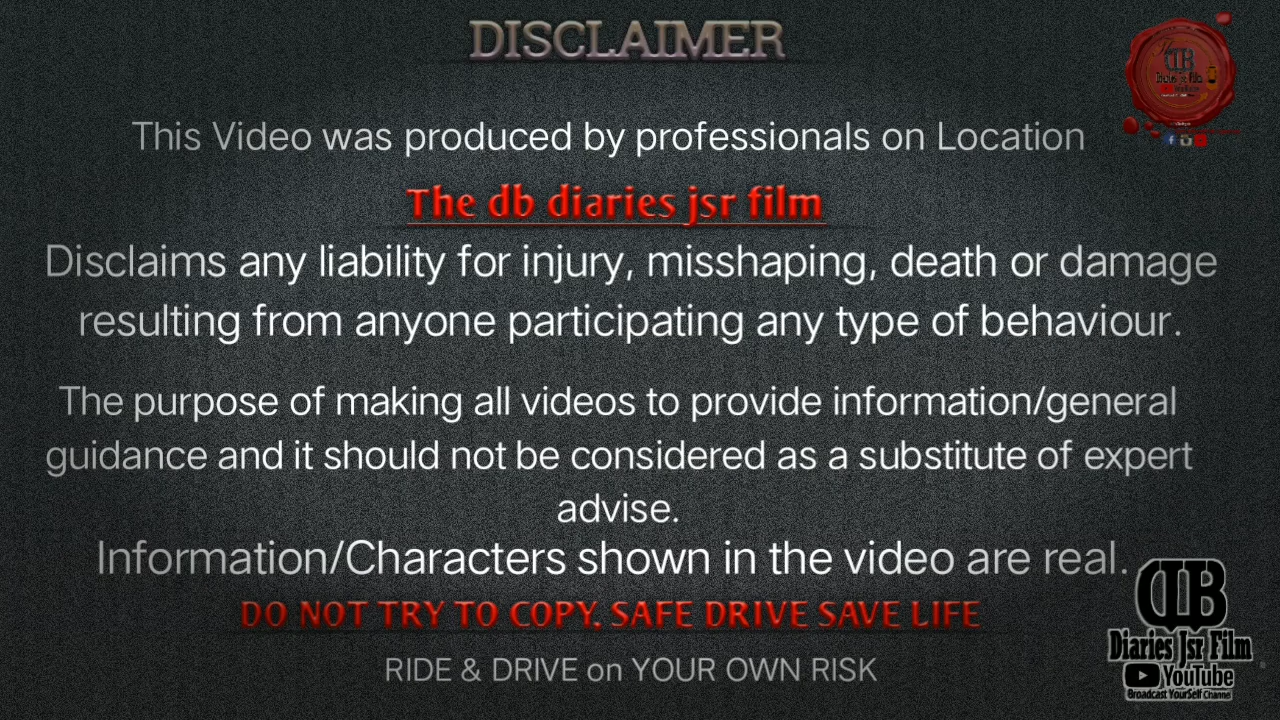 DISCLAIMER
This Video was produced by professionals on Location
The db diaries jsr film
Disclaims any liability for injury, misshaping, death or damage
resulting from anyone participating any type of behaviour.
The purpose of making all videos to provide information/general
guidance and it should not be considered as a substitute of expert
advise.
Information/Characters shown in the video are real.
DO NOT TRY TO COPY. SAFE DRIVE SAVE LIFE
RIDE & DRIVE on YOUR OWN RISK
DB
Diaries Jsr Film
YouTube
Broadcast YourSelf Channel
DB
Diaries Jsr Film